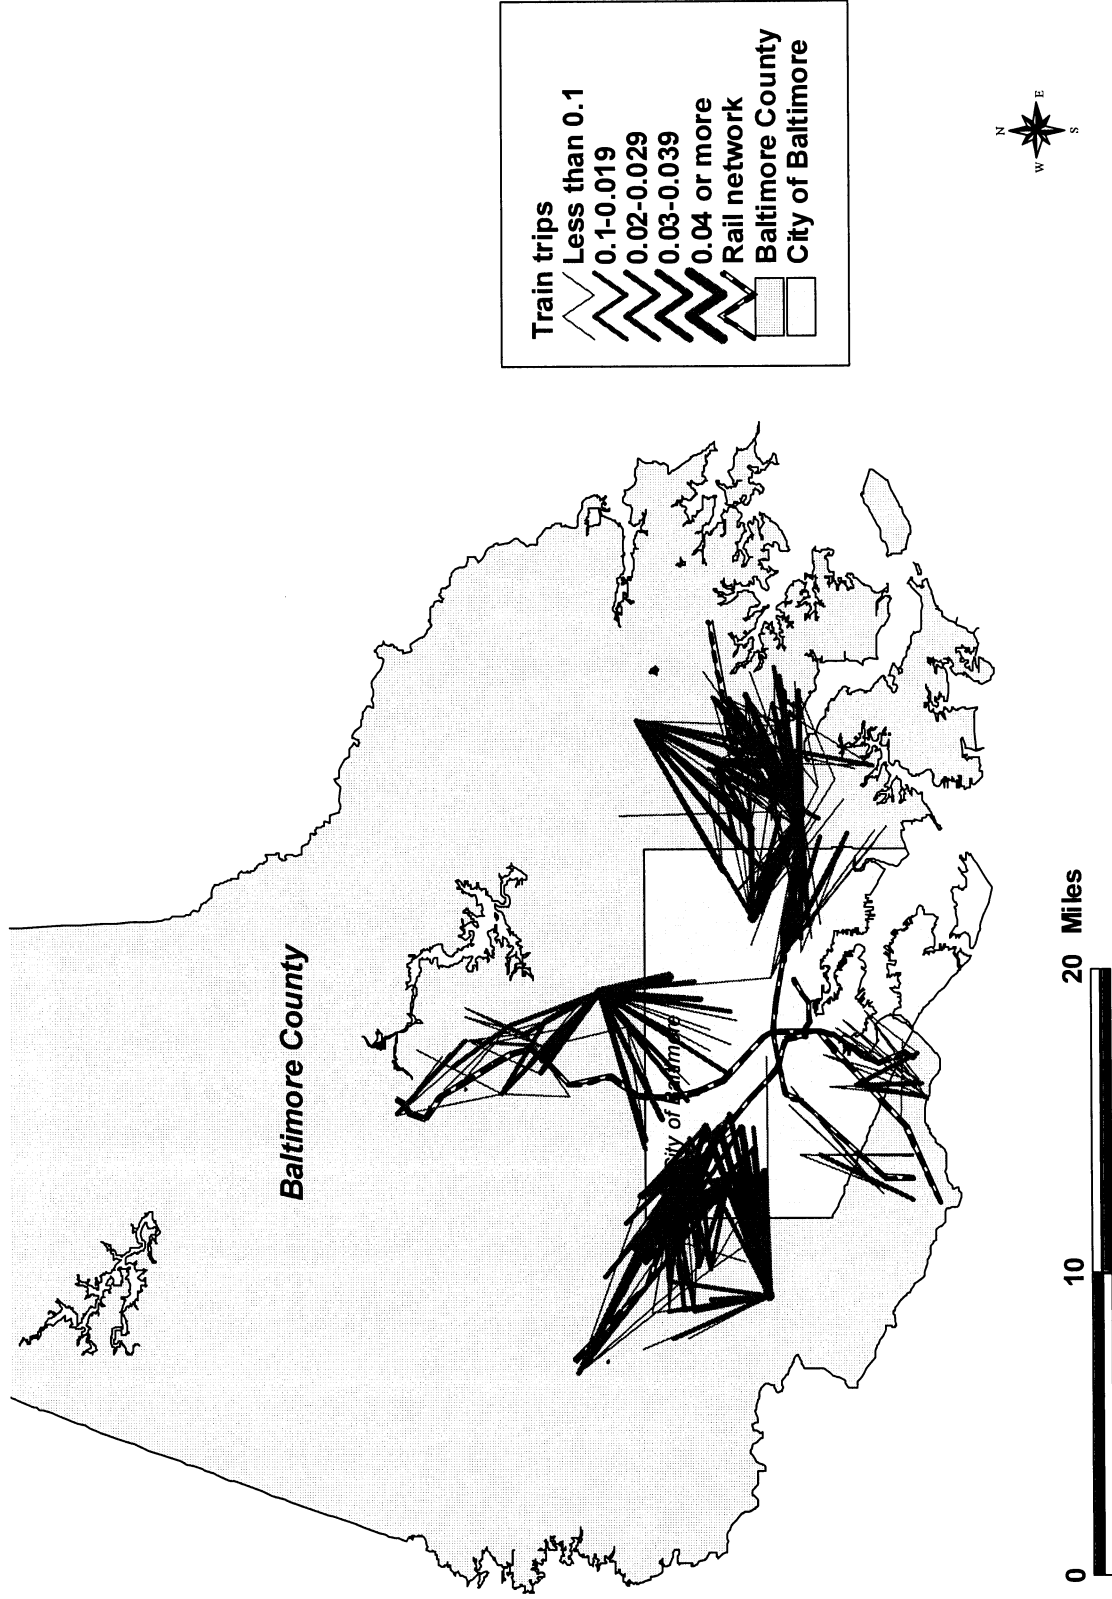 Train trips
Less than 0.1
0.1-0.019
0.02-0.029
0.03-0.039
0.04 or more
Rail network
Baltimore County
City of Baltimore
N
W
E
S
Baltimore County
City of Baltimore
0
10
20
Miles